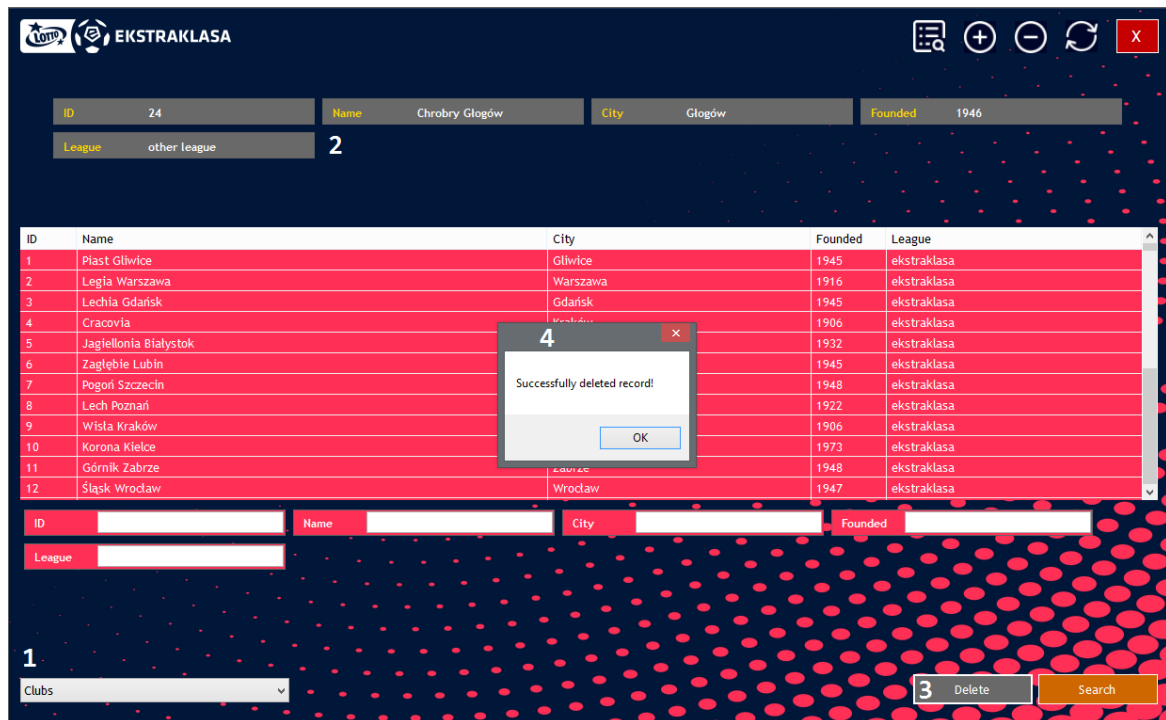 LOTTO EKSTRAKLASA X
ID 24 Name Chrobry Głogów City Głogów Founded 1946
League other league 2
ID Name City Founded League
1 Piast Gliwice Gliwice 1945 ekstraklasa
2 Legia Warszawa Warszawa 1916 ekstraklasa
3 Lechia Gdańsk Gdańsk 1945 ekstraklasa
4 Cracovia Kraków 1906 ekstraklasa
5 Jagiellonia Białystok 1932 ekstraklasa
6 Zagłębie Lubin 1945 ekstraklasa
7 Pogoń Szczecin 1948 ekstraklasa
8 Lech Poznań 1922 ekstraklasa
9 Wisła Kraków 1906 ekstraklasa
10 Korona Kielce 1973 ekstraklasa
11 Górnik Zabrze Zabrze 1948 ekstraklasa
12 Śląsk Wrocław Wrocław 1947 ekstraklasa
4
Successfully deleted record!
OK
ID Name City Founded
League
1
Clubs 3 Delete Search